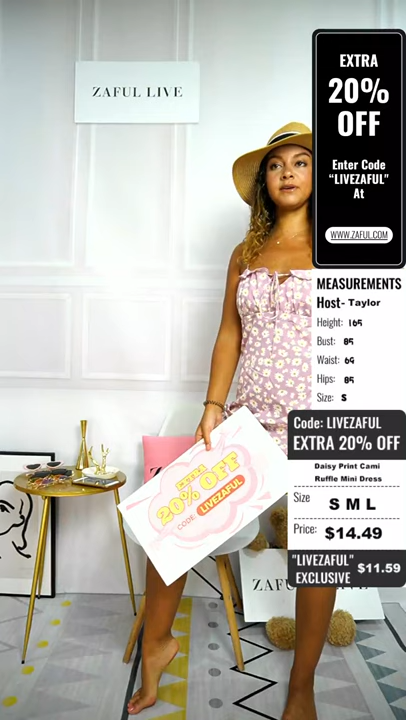 ZAFUL LIVE
EXTRA
20%
OFF
Enter Code
"LIVEZAFUL"
At
WWW.ZAFUL.COM
MEASUREMENTS
Host- Taylor
Height: 165
Bust: 85
Waist: 69
Hips: 85
Size: S
Code: LIVEZAFUL
EXTRA 20% OFF
Daisy Print Cami
Ruffle Mini Dress
Size S M L
Price: $14.49
"LIVEZAFUL"
EXCLUSIVE $11.59
EXTRA
20% OFF
CODE: LIVEZAFUL